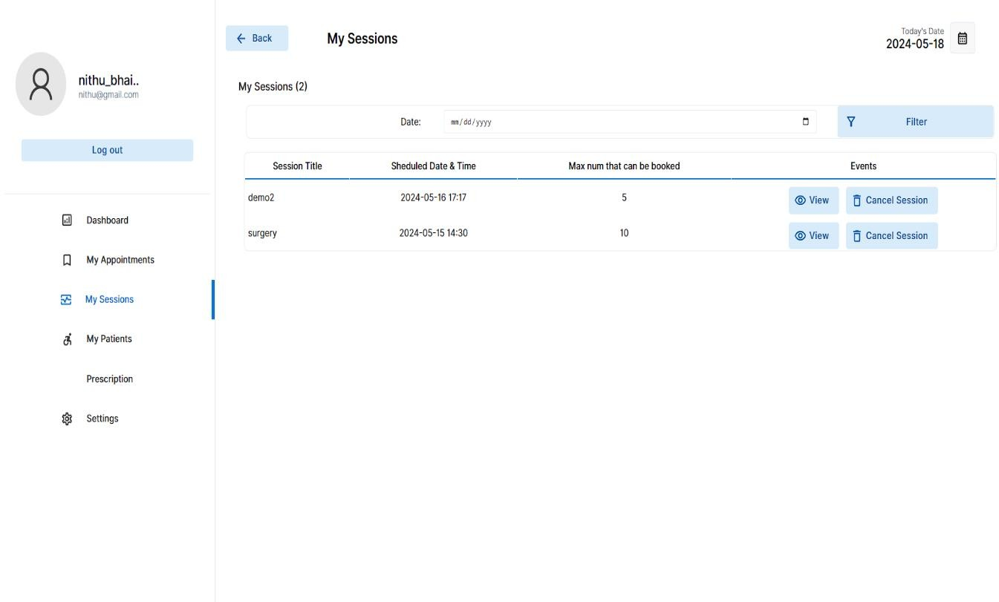 nithu_bhai..
nithu@gmail.com
Log out
Dashboard
My Appointments
My Sessions
My Patients
Prescription
Settings
Back
My Sessions
Today's Date
2024-05-18
My Sessions (2)
Date:
mm/dd/yyyy
Filter
Session Title Sheduled Date & Time Max num that can be booked Events
demo2 2024-05-16 17:17 5 View Cancel Session
surgery 2024-05-15 14:30 10 View Cancel Session